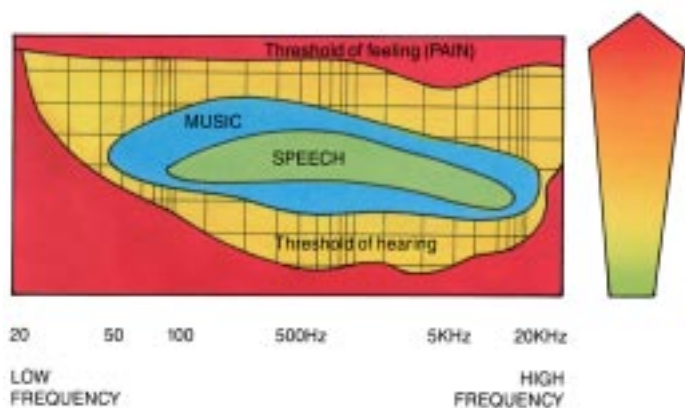 Threshold of feeling (PAIN)
MUSIC
SPEECH
Threshold of hearing
20 50 100 500Hz 5KHz 20KHz
LOW
FREQUENCY
HIGH
FREQUENCY